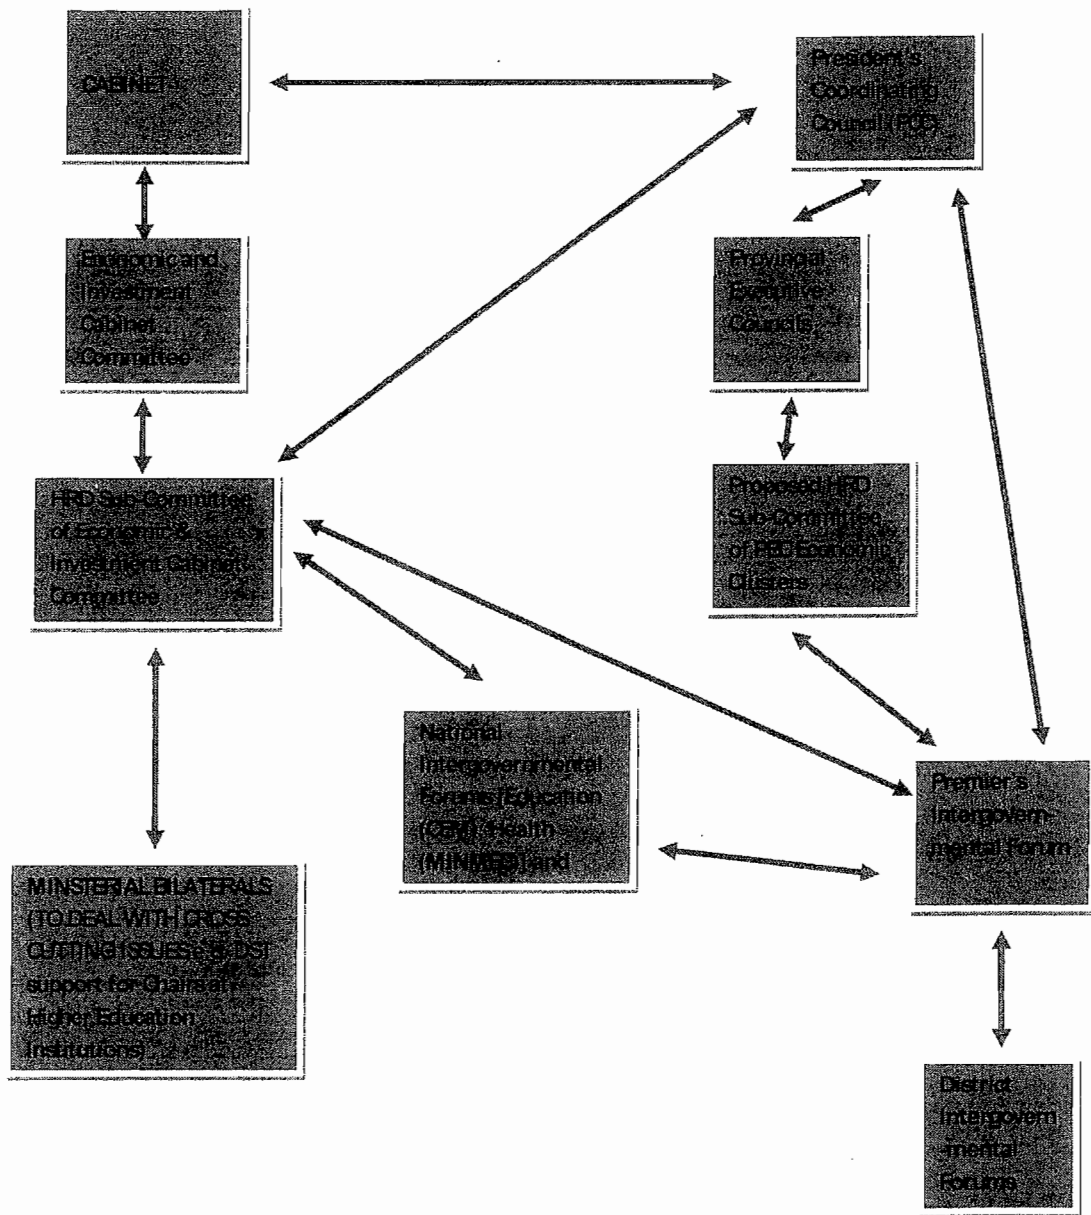 CABINET
President's
Coordinating
Council (PCC)
Economic and
Investment
Cabinet
Committee
Provincial
Executive
Councils
HRD Sub-Committee
of Economic &
Investment Cabinet
Committee
Proposed HRD
Sub-Committee
of PEC Economic
Clusters
National
Intergovernmental
Forums [Education
(CEM), Health
(MINMEC)] and
Premier's
Intergovern-
mental Forum
MINSTERIAL BILATERALS
(TO DEAL WITH CROSS
CUTTING ISSUES
support for Chairs at
Higher Education
Institutions)
District
Intergovern
-mental
Forums